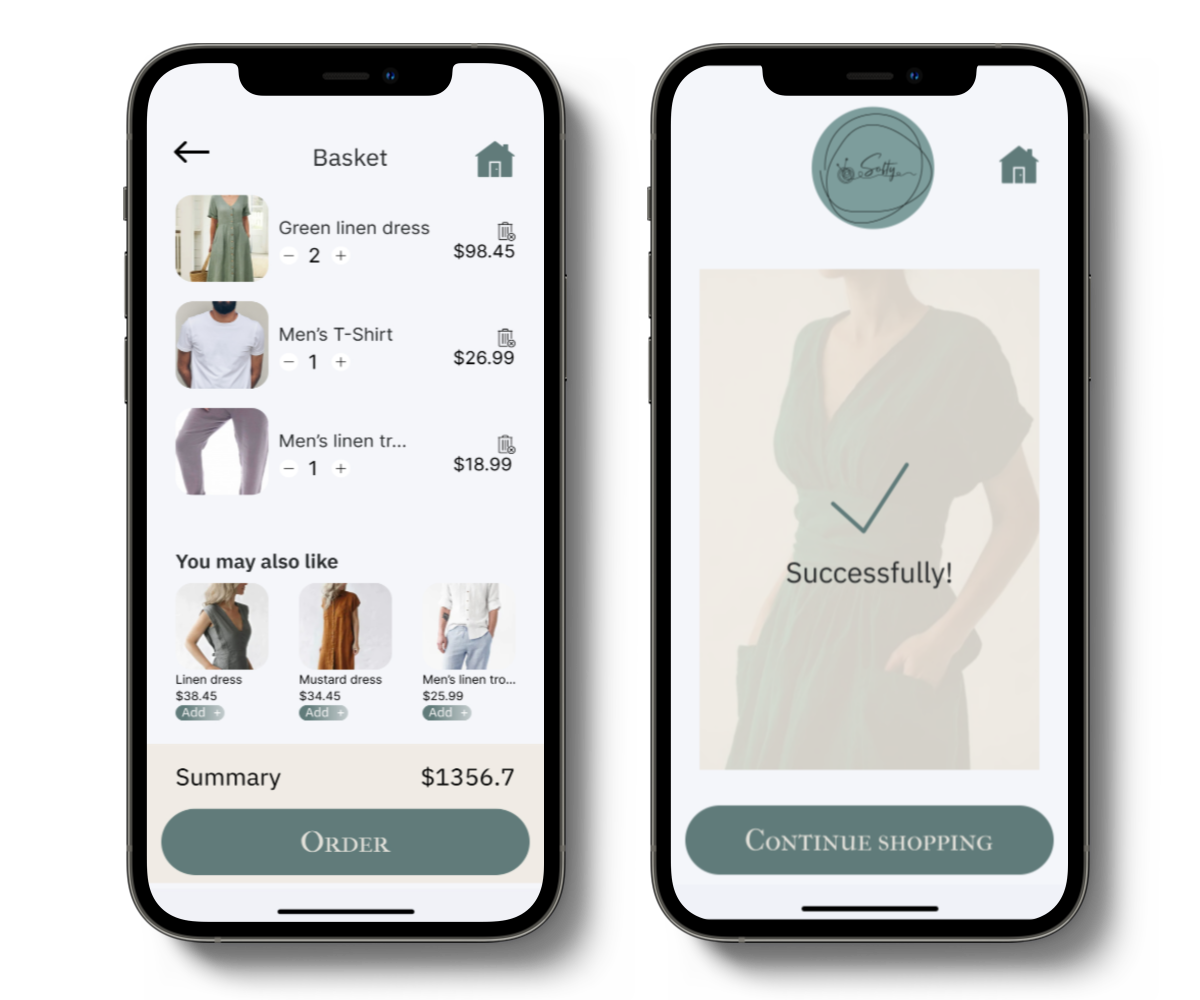 Basket
Green linen dress
− 2 +
$98.45
Men's T-Shirt
− 1 +
$26.99
Men's linen tr...
− 1 +
$18.99
You may also like
Linen dress
$38.45
Add +
Mustard dress
$34.45
Add +
Men's linen tro...
$25.99
Add +
Summary $1356.7
Order
Softy
Successfully!
Continue shopping